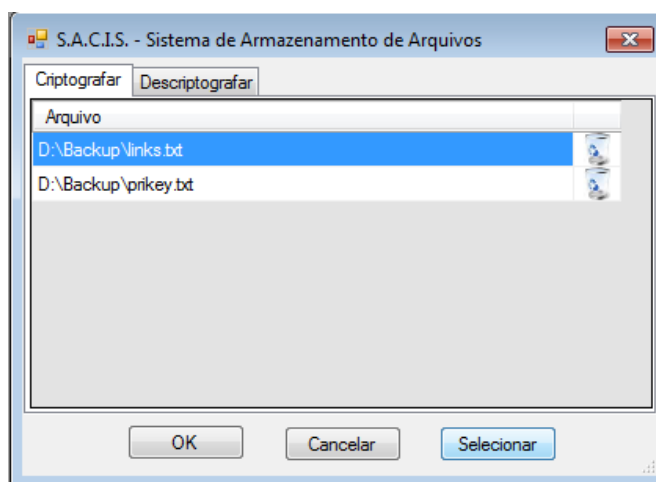 S.A.C.I.S. - Sistema de Armazenamento de Arquivos
Criptografar Descriptografar
Arquivo
D:\Backup\links.txt
D:\Backup\prikey.txt
OK Cancelar Selecionar